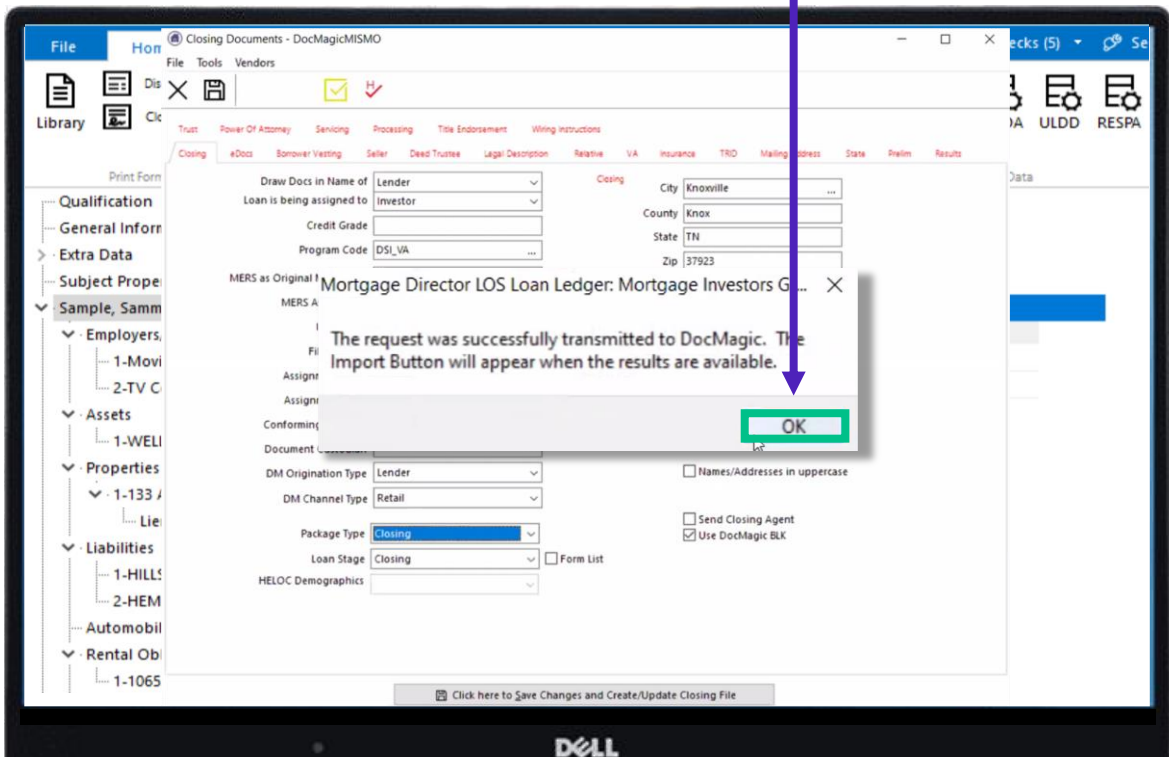 File
Hom
Closing Documents - DocMagicMISMO
ecks (5)
Se
File Tools Vendors
Dis
Library
Clo
DA
ULDD
RESPA
Trust Power Of Attorney Servicing Processing Title Endorsement Wiring Instructions
Closing eDocs Borrower Vesting Seller Deed Trustee Legal Description Relative VA Insurance TRID Mailing Address State Prelim Results
Print Form
Data
Draw Docs in Name of Lender
Closing
City Knoxville ...
Loan is being assigned to Investor
County Knox
Credit Grade
State TN
Program Code DSI_VA ...
Zip 37923
MERS as Original
MERS A
Fi
Assign
Assign
Conforming
Document Custodian
DM Origination Type Lender
Names/Addresses in uppercase
DM Channel Type Retail
Send Closing Agent
Package Type Closing
Use DocMagic BLK
Loan Stage Closing
Form List
HELOC Demographics
Click here to Save Changes and Create/Update Closing File
Mortgage Director LOS Loan Ledger: Mortgage Investors G...
The request was successfully transmitted to DocMagic. The
Import Button will appear when the results are available.
OK
Qualification
General Inform
Extra Data
Subject Prope
Sample, Samm
Employers,
1-Movi
2-TV C
Assets
1-WELL
Properties
1-133 A
Lie
Liabilities
1-HILLS
2-HEM
Automobil
Rental Obl
1-1065
DELL